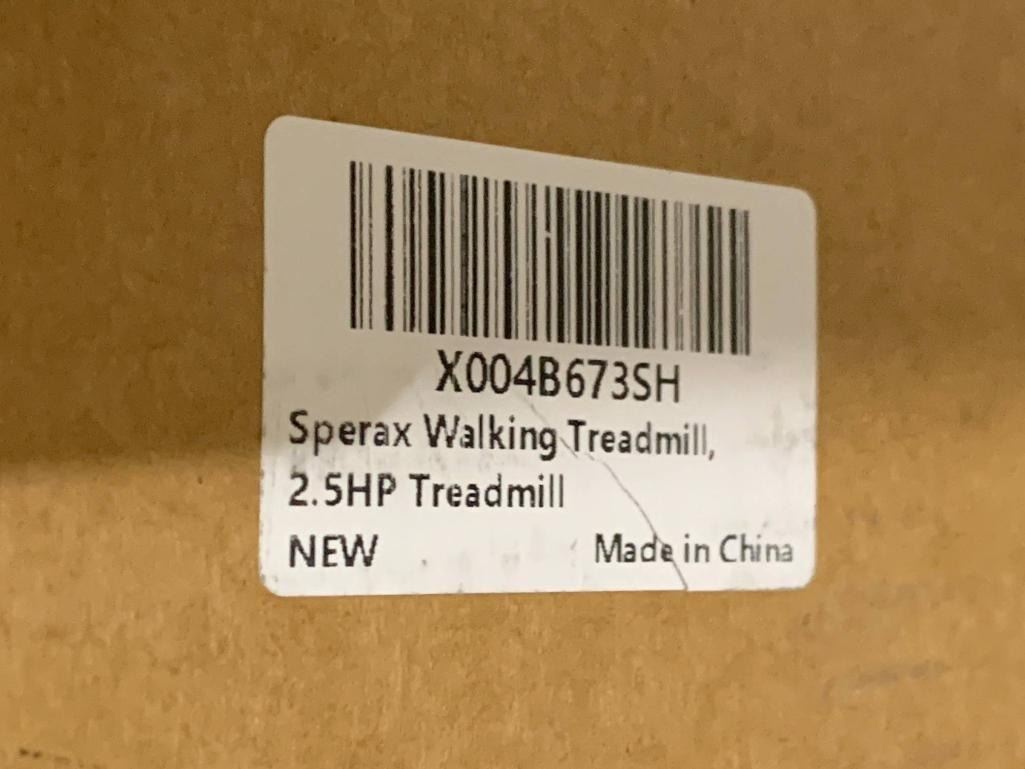 X004B673SH
Sperax Walking Treadmill,
2.5HP Treadmill
NEW Made in China